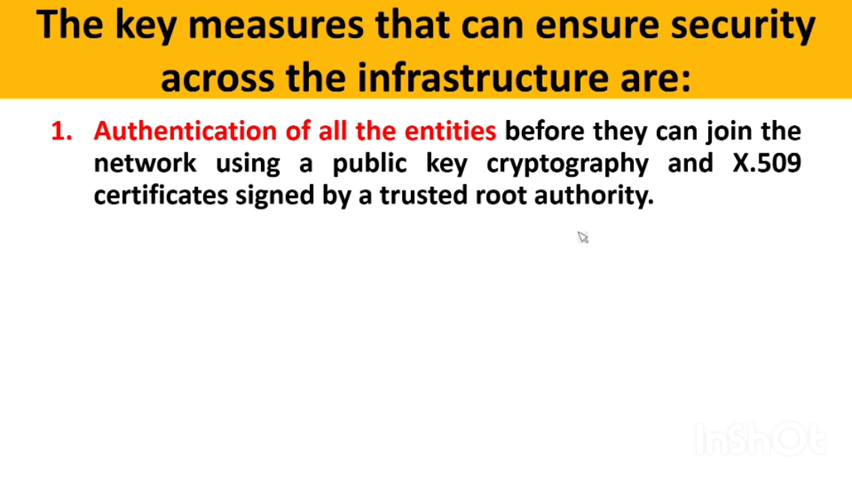 The key measures that can ensure security
across the infrastructure are:
1. Authentication of all the entities before they can join the
network using a public key cryptography and X.509
certificates signed by a trusted root authority.
InShOt